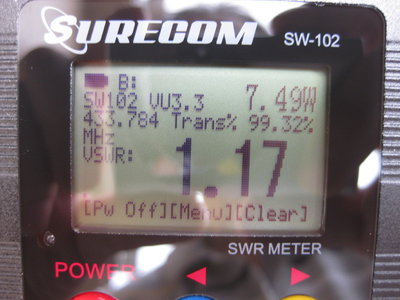 SURECOM
SW-102
B:
SW102 VU3.3 7.49W
433.784 Trans% 99.32%
MHz
VSWR: 1.17
[Pw Off][Menu][Clear]
SWR METER
POWER